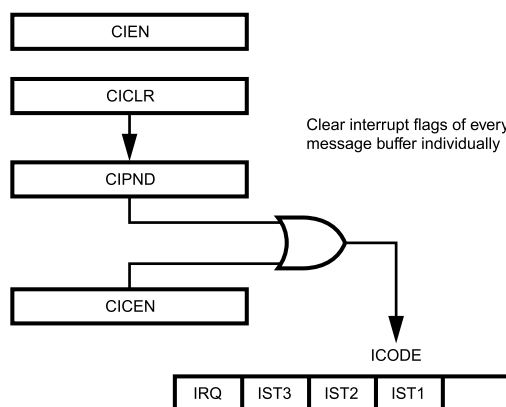 CIEN
CICLR
Clear interrupt flags of every
message buffer individually
CIPND
CICEN
ICODE
IRQ IST3 IST2 IST1